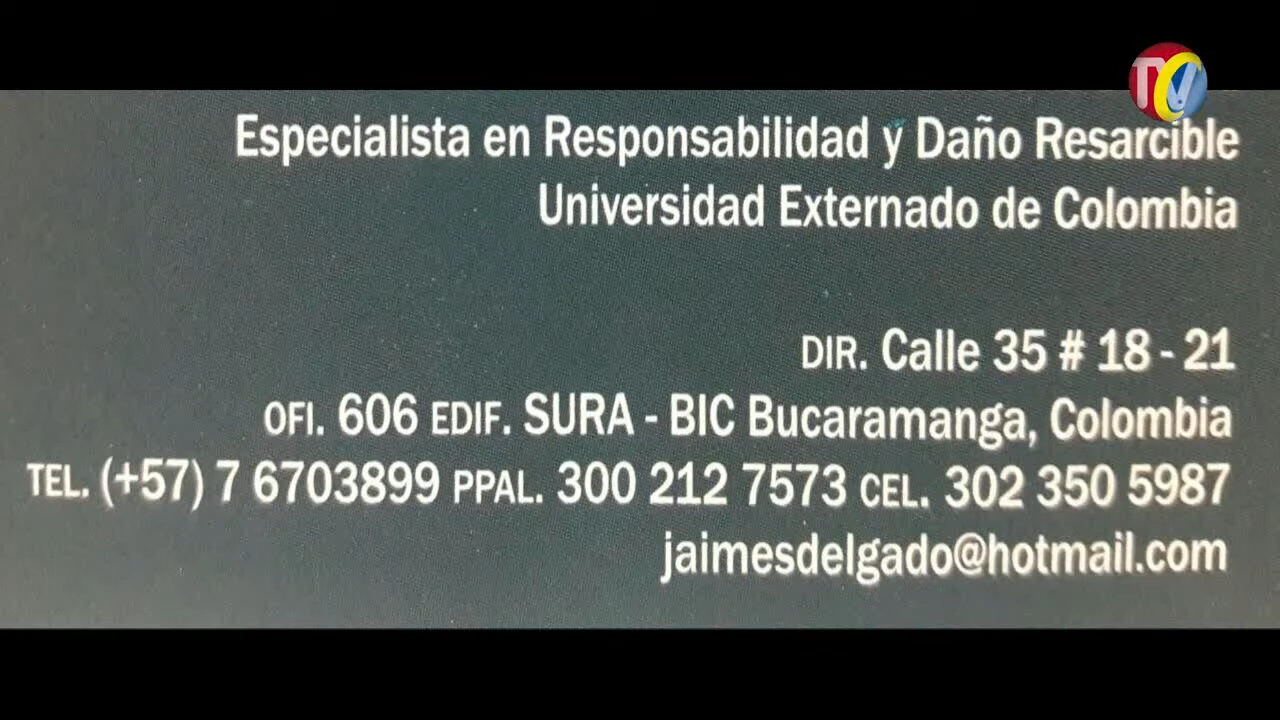 TVC
Especialista en Responsabilidad y Daño Resarcible
Universidad Externado de Colombia
DIR. Calle 35 # 18 - 21
OFI. 606 EDIF. SURA - BIC Bucaramanga, Colombia
TEL. (+57) 7 6703899 PPAL. 300 212 7573 CEL. 302 350 5987
jaimesdelgado@hotmail.com